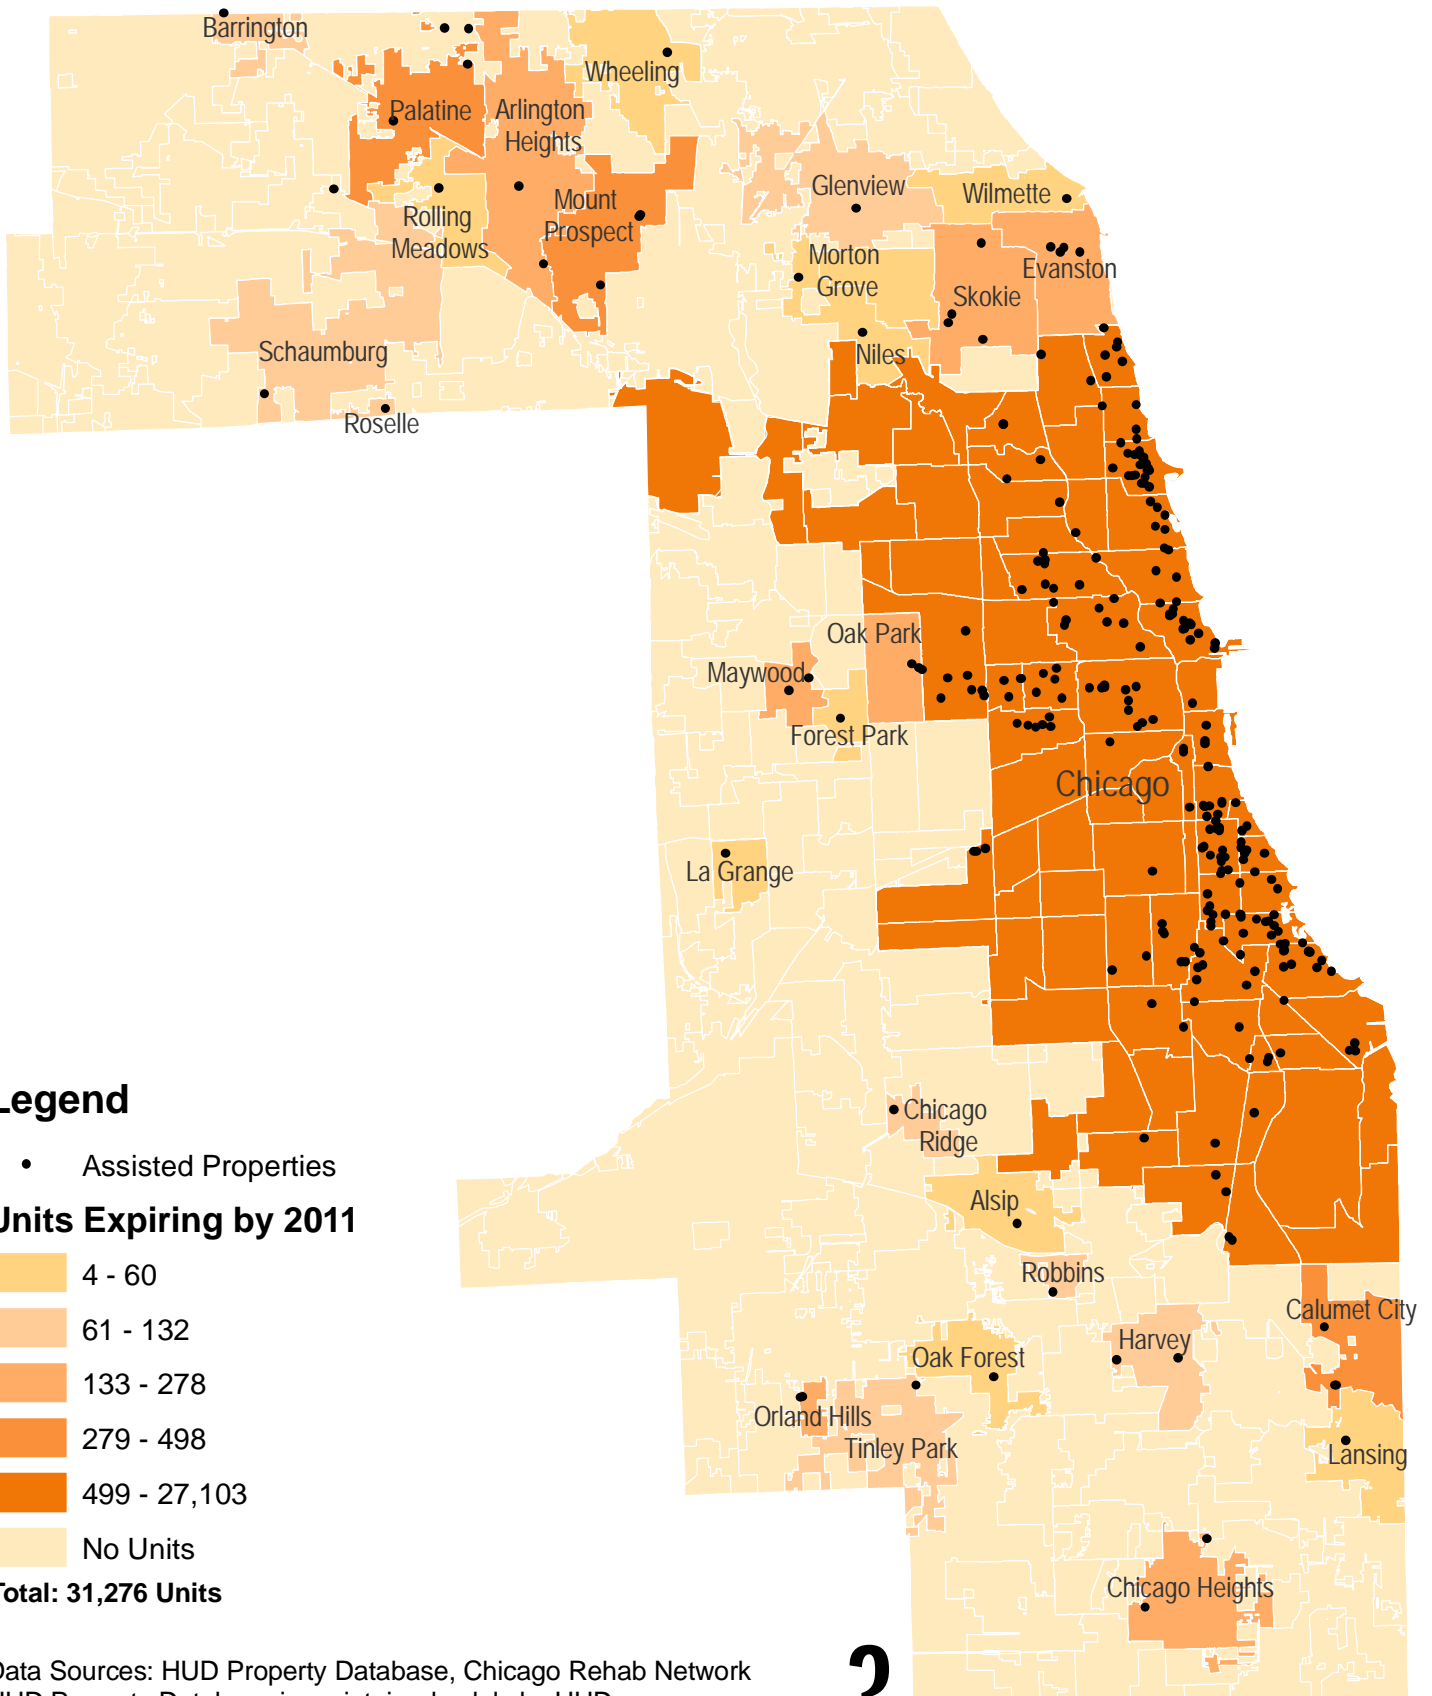 Barrington
Wheeling
Palatine
Arlington
Heights
Glenview
Wilmette
Mount
Prospect
Rolling
Meadows
Morton
Grove
Evanston
Skokie
Schaumburg
Niles
Roselle
Oak Park
Maywood
Forest Park
Chicago
La Grange
Chicago
Ridge
Alsip
Robbins
Calumet City
Harvey
Oak Forest
Orland Hills
Tinley Park
Lansing
Chicago Heights
Legend
Assisted Properties
Units Expiring by 2011
4 - 60
61 - 132
133 - 278
279 - 498
499 - 27,103
No Units
Total: 31,276 Units
Data Sources: HUD Property Database, Chicago Rehab Network